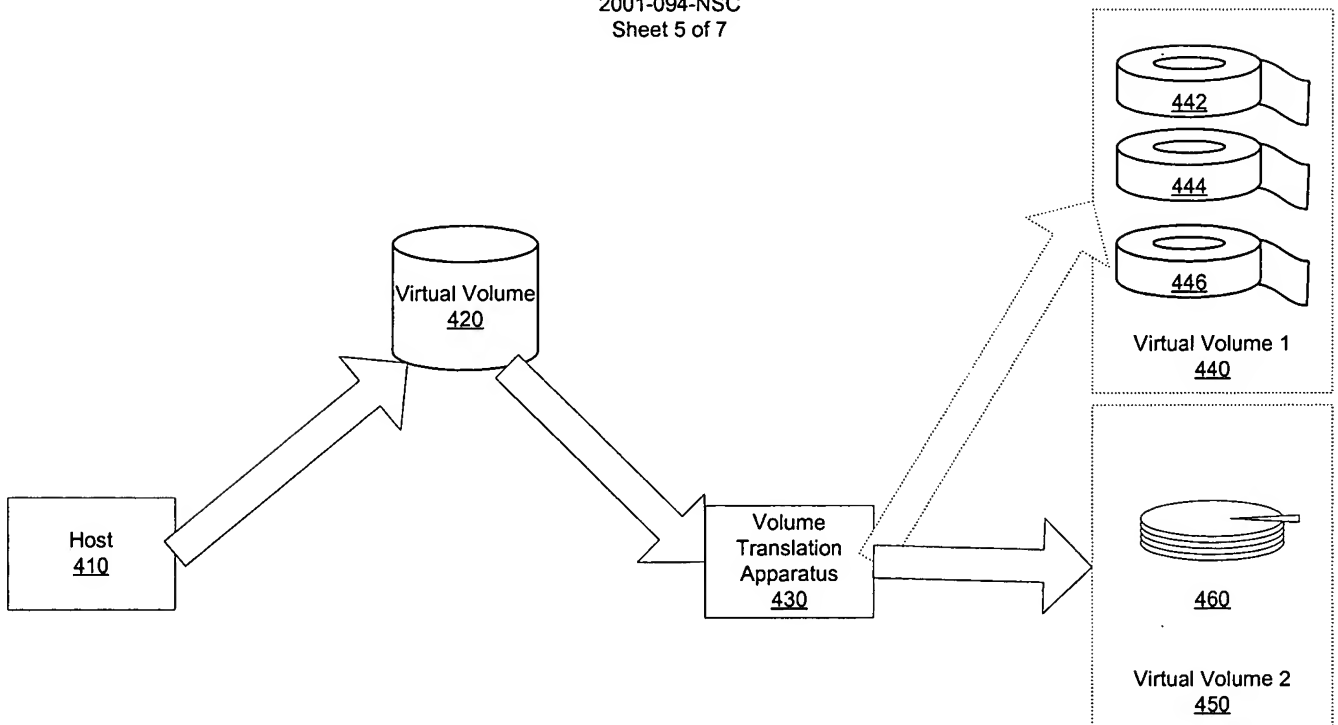 2001-094-NSC
Sheet 5 of 7
442
444
446
Virtual Volume 1
440
Virtual Volume
420
Host
410
Volume
Translation
Apparatus
430
460
Virtual Volume 2
450